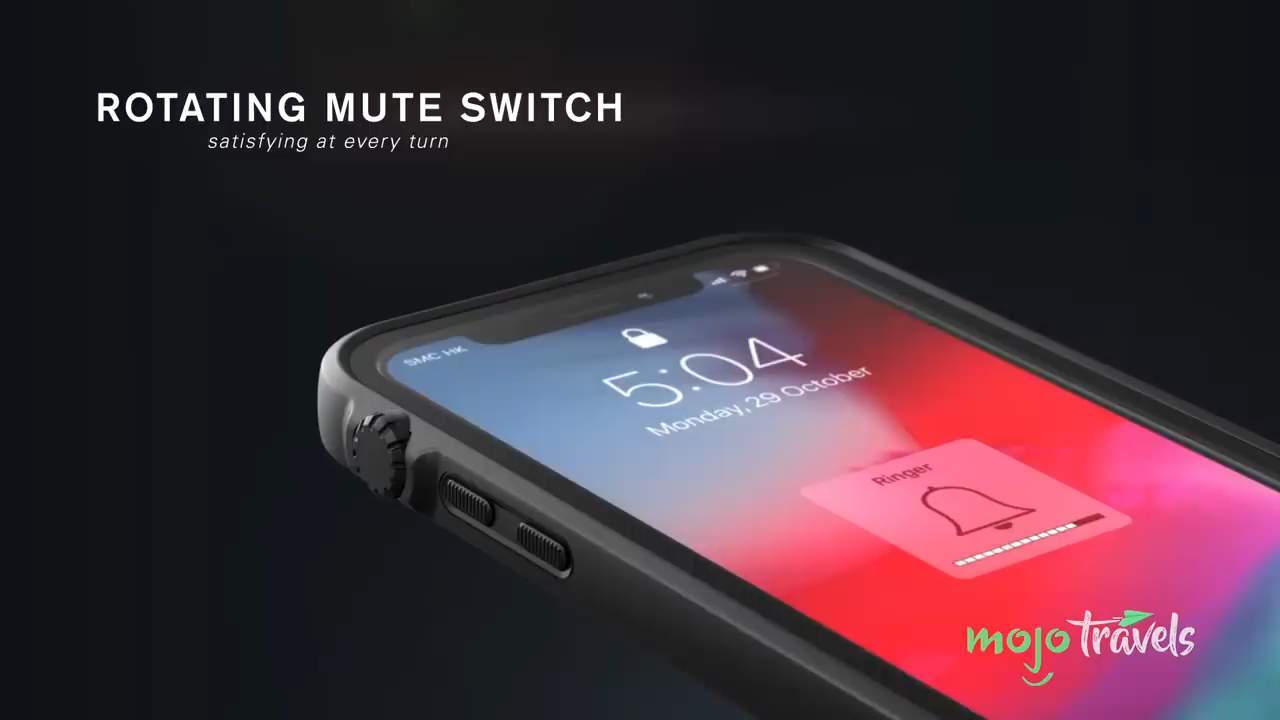 ROTATING MUTE SWITCH
satisfying at every turn
SMC HK
5:04
Monday, 29 October
Ringer
mojo travels